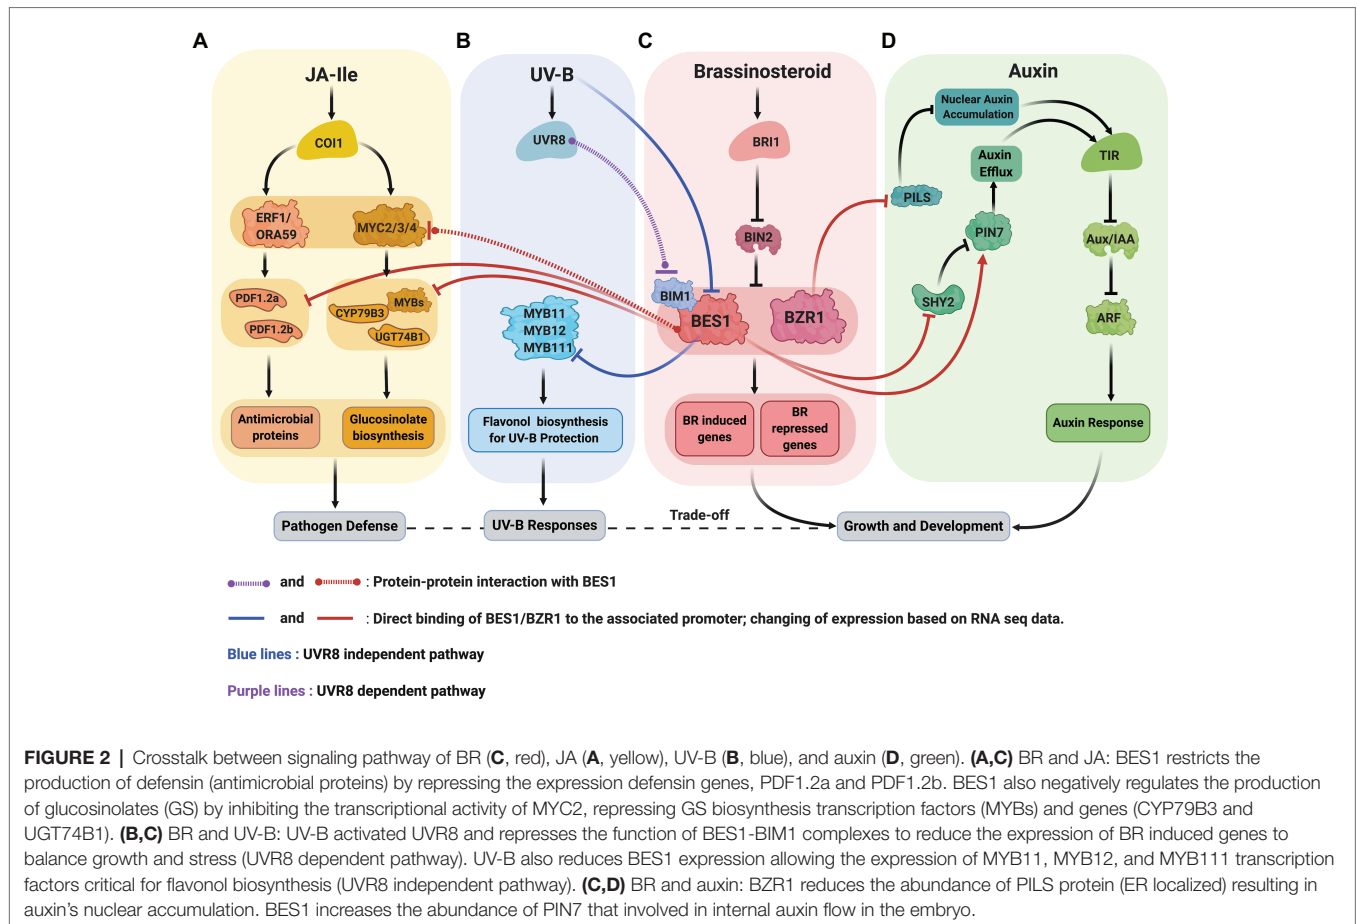 A
B
C
D
JA-Ile
UV-B
Brassinosteroid
Auxin
COI1
ERF1/
ORA59
MYC2/3/4
PDF1.2a
PDF1.2b
MYBs
CYP79B3
UGT74B1
Antimicrobial
proteins
Glucosinolate
biosynthesis
Pathogen Defense
UVR8
MYB11
MYB12
MYB111
Flavonol biosynthesis
for UV-B Protection
UV-B Responses
BRI1
BIN2
BIM1
BES1
BZR1
BR induced
genes
BR
repressed
genes
Trade-off
Nuclear Auxin
Accumulation
Auxin
Efflux
TIR
PILS
PIN7
Aux/IAA
SHY2
ARF
Auxin Response
Growth and Development
and : Protein-protein interaction with BES1
and : Direct binding of BES1/BZR1 to the associated promoter; changing of expression based on RNA seq data.
Blue lines : UVR8 independent pathway
Purple lines : UVR8 dependent pathway
FIGURE 2 | Crosstalk between signaling pathway of BR (C, red), JA (A, yellow), UV-B (B, blue), and auxin (D, green). (A,C) BR and JA: BES1 restricts the
production of defensin (antimicrobial proteins) by repressing the expression defensin genes, PDF1.2a and PDF1.2b. BES1 also negatively regulates the production
of glucosinolates (GS) by inhibiting the transcriptional activity of MYC2, repressing GS biosynthesis transcription factors (MYBs) and genes (CYP79B3 and
UGT74B1). (B,C) BR and UV-B: UV-B activated UVR8 and represses the function of BES1-BIM1 complexes to reduce the expression of BR induced genes to
balance growth and stress (UVR8 dependent pathway). UV-B also reduces BES1 expression allowing the expression of MYB11, MYB12, and MYB111 transcription
factors critical for flavonol biosynthesis (UVR8 independent pathway). (C,D) BR and auxin: BZR1 reduces the abundance of PILS protein (ER localized) resulting in
auxin's nuclear accumulation. BES1 increases the abundance of PIN7 that involved in internal auxin flow in the embryo.